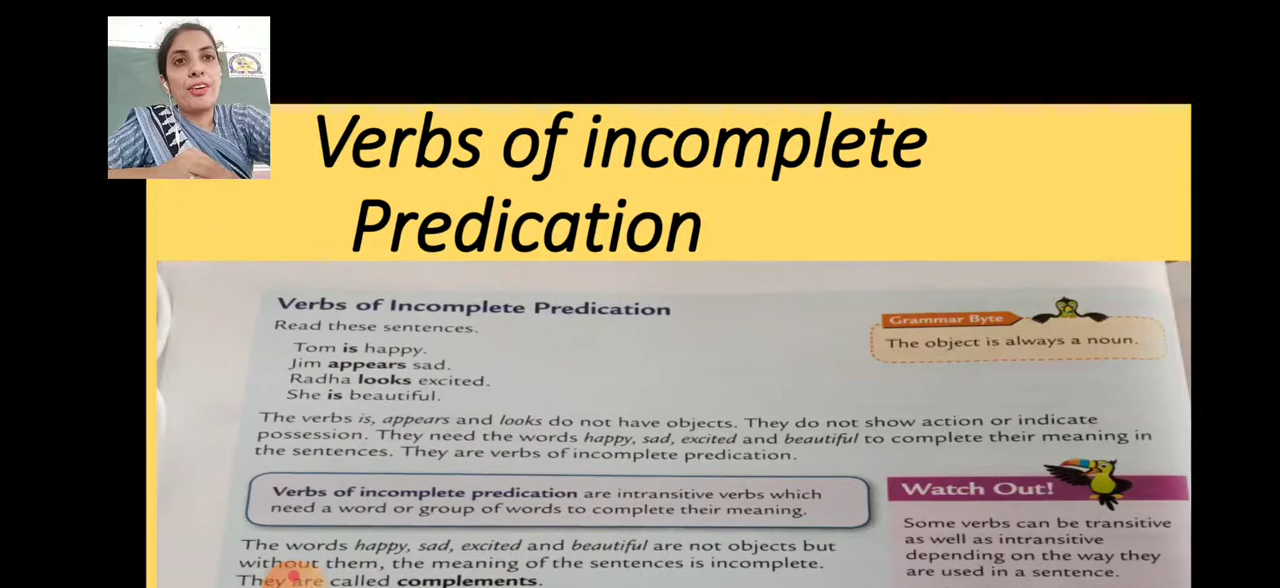 Verbs of incomplete
Predication
Verbs of Incomplete Predication
Read these sentences.
Tom is happy.
Jim appears sad.
Radha looks excited.
She is beautiful.
Grammar Byte
The object is always a noun.
The verbs is, appears and looks do not have objects. They do not show action or indicate
possession. They need the words happy, sad, excited and beautiful to complete their meaning in
the sentences. They are verbs of incomplete predication.
Verbs of incomplete predication are intransitive verbs which
need a word or group of words to complete their meaning.
The words happy, sad, excited and beautiful are not objects but
without them, the meaning of the sentences is incomplete.
They are called complements.
Watch Out!
Some verbs can be transitive
as well as intransitive
depending on the way they
are used in a sentence.